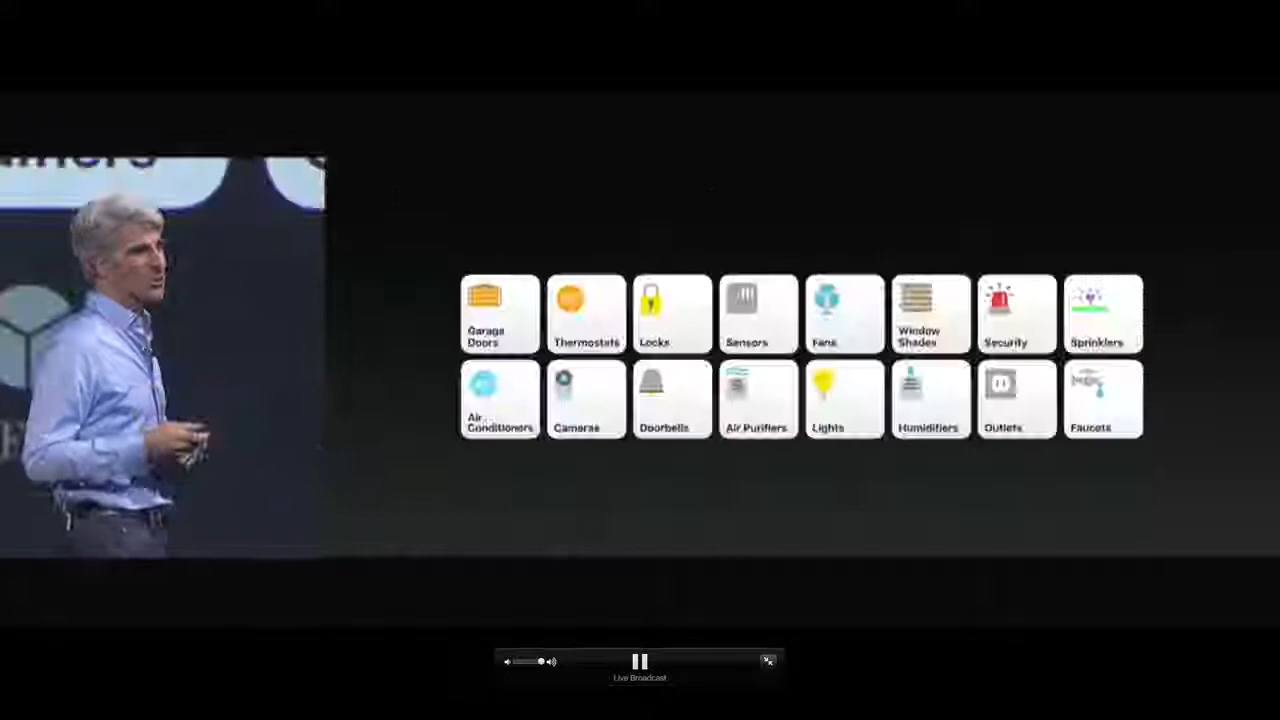 Garage
Doors
Thermostats
Locks
Sensors
Fans
Window
Shades
Security
Sprinklers
Air
Conditioners
Cameras
Doorbells
Air Purifiers
Lights
Humidifiers
Outlets
Faucets
Live Broadcast